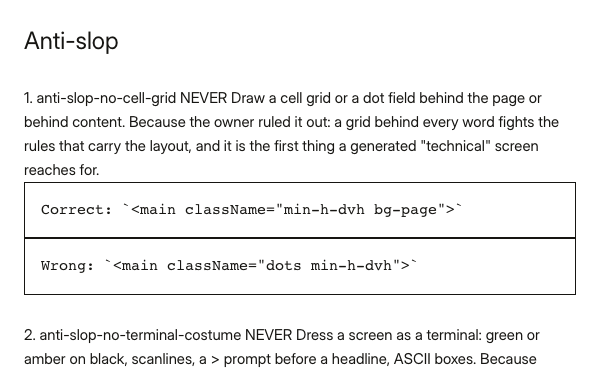 Anti-slop
1. anti-slop-no-cell-grid NEVER Draw a cell grid or a dot field behind the page or
behind content. Because the owner ruled it out: a grid behind every word fights the
rules that carry the layout, and it is the first thing a generated "technical" screen
reaches for.
Correct: `<main className="min-h-dvh bg-page">`
Wrong: `<main className="dots min-h-dvh">`
2. anti-slop-no-terminal-costume NEVER Dress a screen as a terminal: green or
amber on black, scanlines, a > prompt before a headline, ASCII boxes. Because